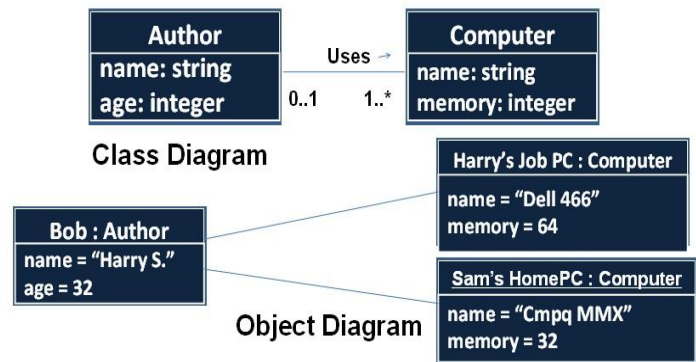 Author
name: string
age: integer
Uses →
0..1 1..*
Computer
name: string
memory: integer
Class Diagram
Bob : Author
name = “Harry S.”
age = 32
Harry’s Job PC : Computer
name = “Dell 466”
memory = 64
Sam’s HomePC : Computer
name = “Cmpq MMX”
memory = 32
Object Diagram